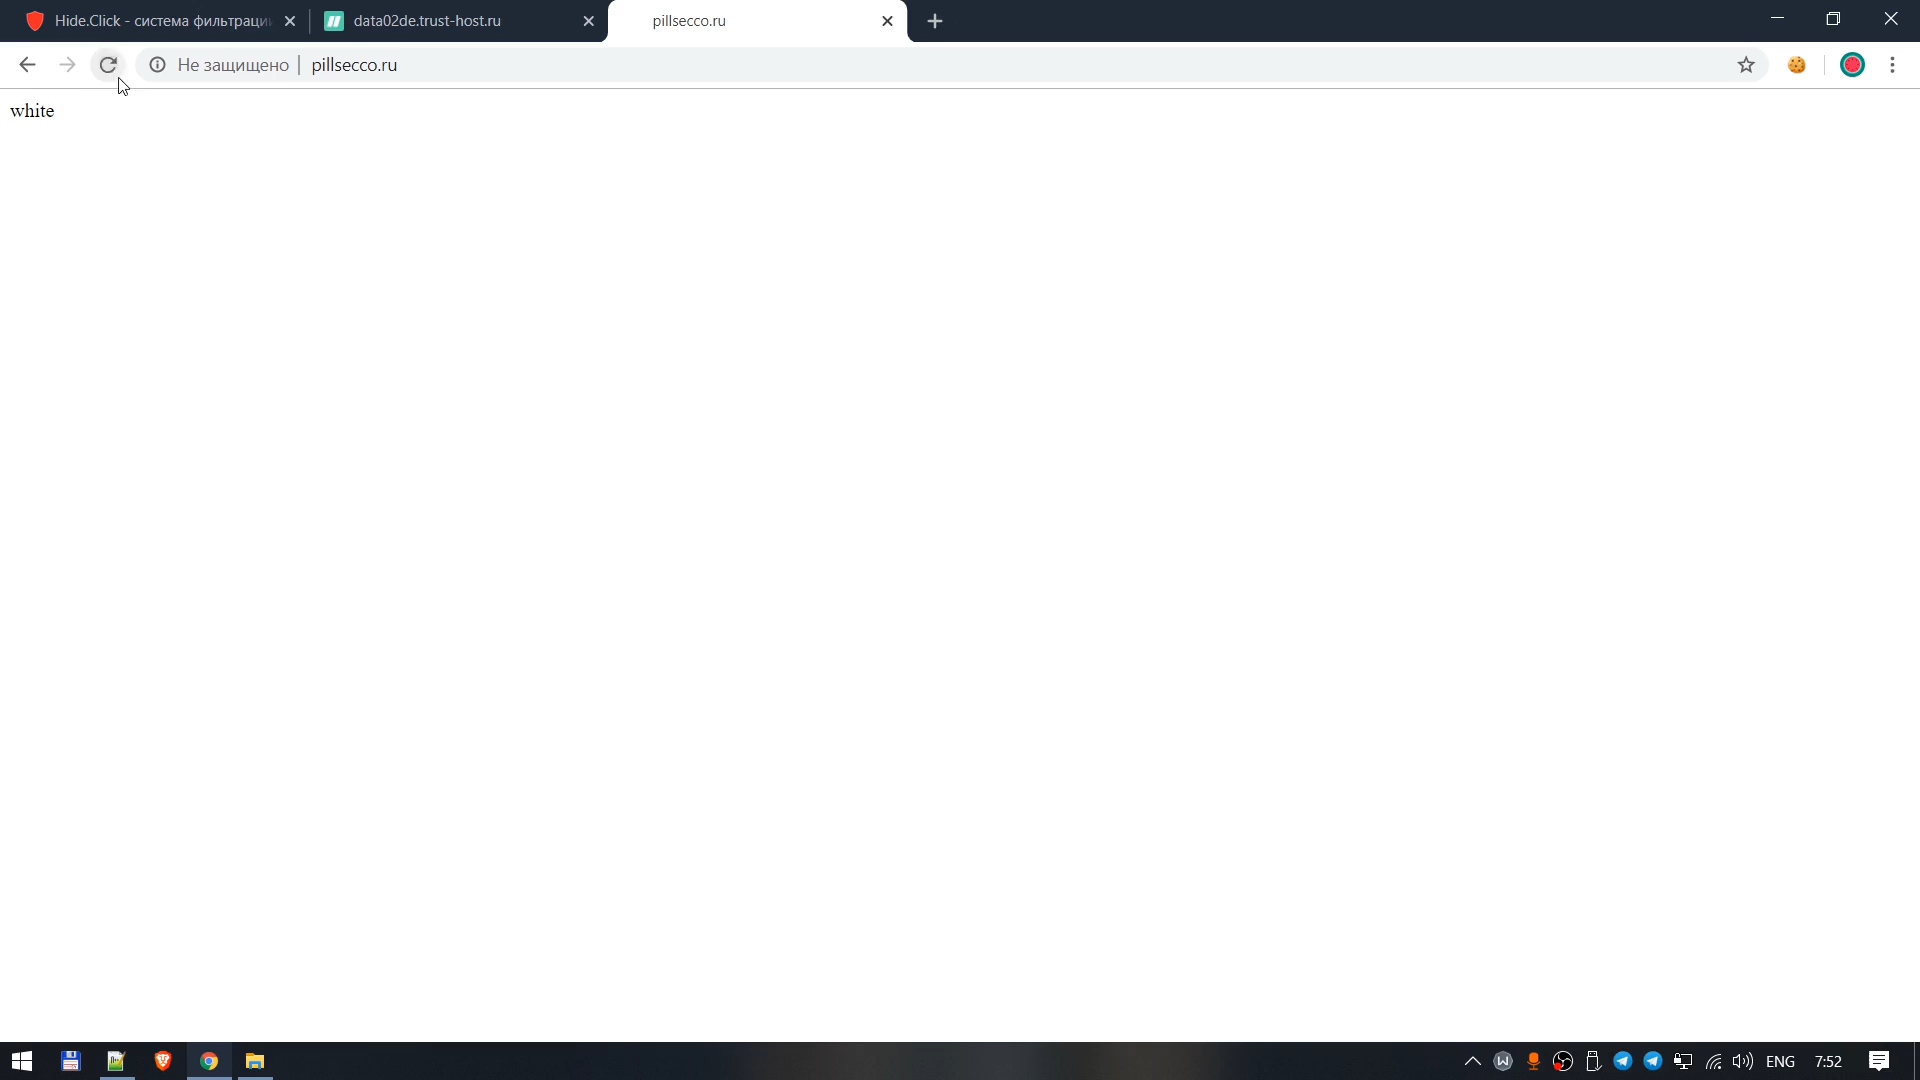 Hide.Click - система фильтраци
data02de.trust-host.ru
pillsecco.ru
Не защищено
pillsecco.ru
white
ENG
7:52